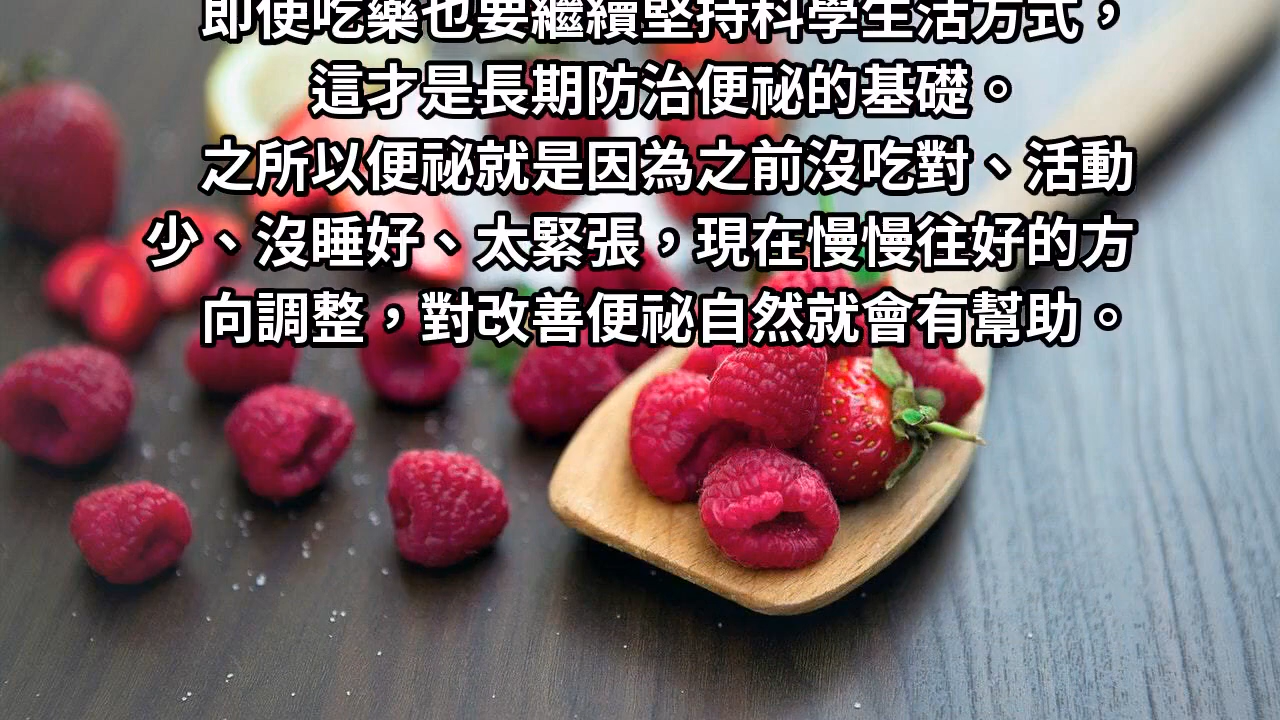 即使吃藥也要繼續堅持科學生活方式，
這才是長期防治便祕的基礎。
之所以便祕就是因為之前沒吃對、活動
少、沒睡好、太緊張，現在慢慢往好的方
向調整，對改善便祕自然就會有幫助。